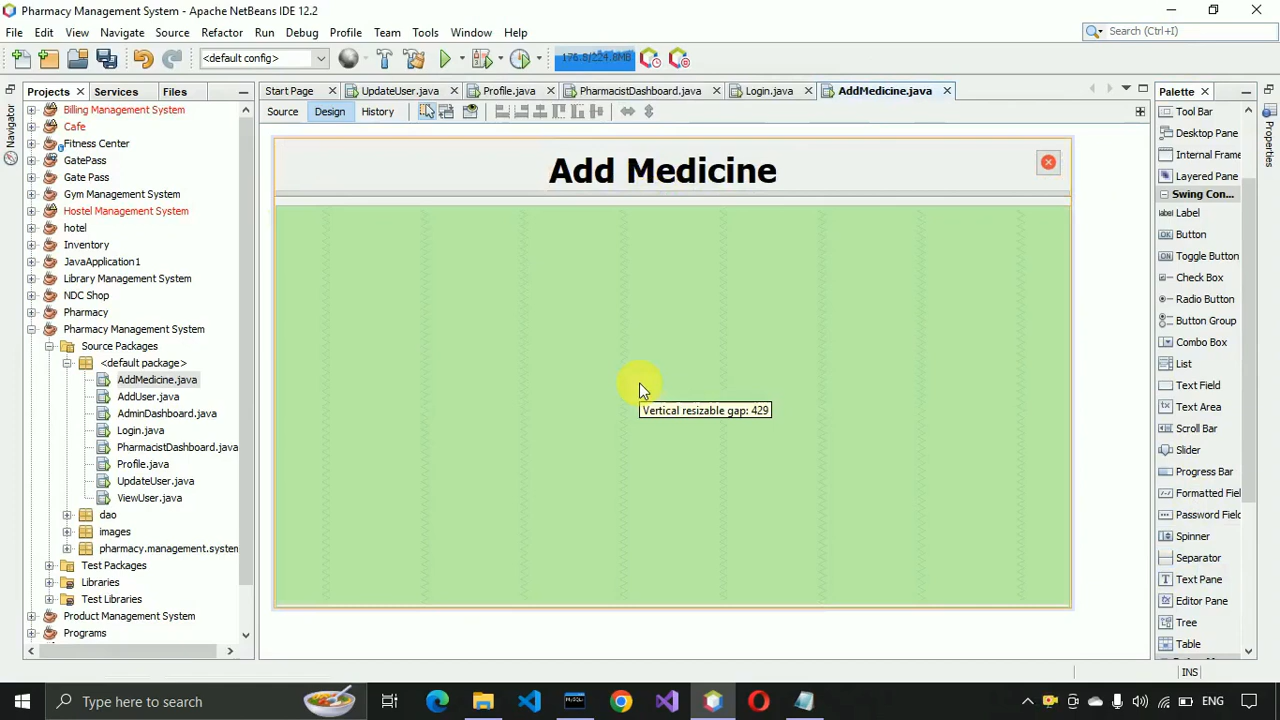 Pharmacy Management System - Apache NetBeans IDE 12.2
File Edit View Navigate Source Refactor Run Debug Profile Team Tools Window Help
Search (Ctrl+I)
<default config>
176.8/224.8MB
Projects Services Files
Start Page UpdateUser.java Profile.java PharmacistDashboard.java Login.java AddMedicine.java
Source Design History
Navigator
Billing Management System
Cafe
Fitness Center
GatePass
Gate Pass
Gym Management System
Hostel Management System
hotel
Inventory
JavaApplication1
Library Management System
NDC Shop
Pharmacy
Pharmacy Management System
Source Packages
<default package>
AddMedicine.java
AddUser.java
AdminDashboard.java
Login.java
PharmacistDashboard.java
Profile.java
UpdateUser.java
ViewUser.java
dao
images
pharmacy.management.system
Test Packages
Libraries
Test Libraries
Product Management System
Programs
Add Medicine
Vertical resizable gap: 429
Palette
Tool Bar
Desktop Pane
Internal Frame
Layered Pane
Swing Con...
Label
Button
Toggle Button
Check Box
Radio Button
Button Group
Combo Box
List
Text Field
Text Area
Scroll Bar
Slider
Progress Bar
Formatted Fiel
Password Field
Spinner
Separator
Text Pane
Editor Pane
Tree
Table
Properties
INS
Type here to search
ENG